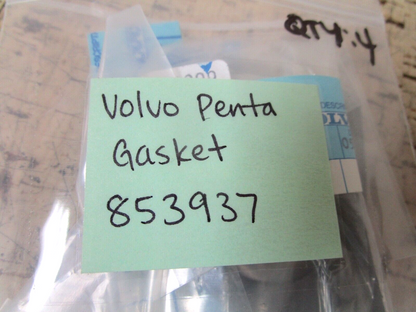 QTY: 4
Volvo Penta
Gasket
853937